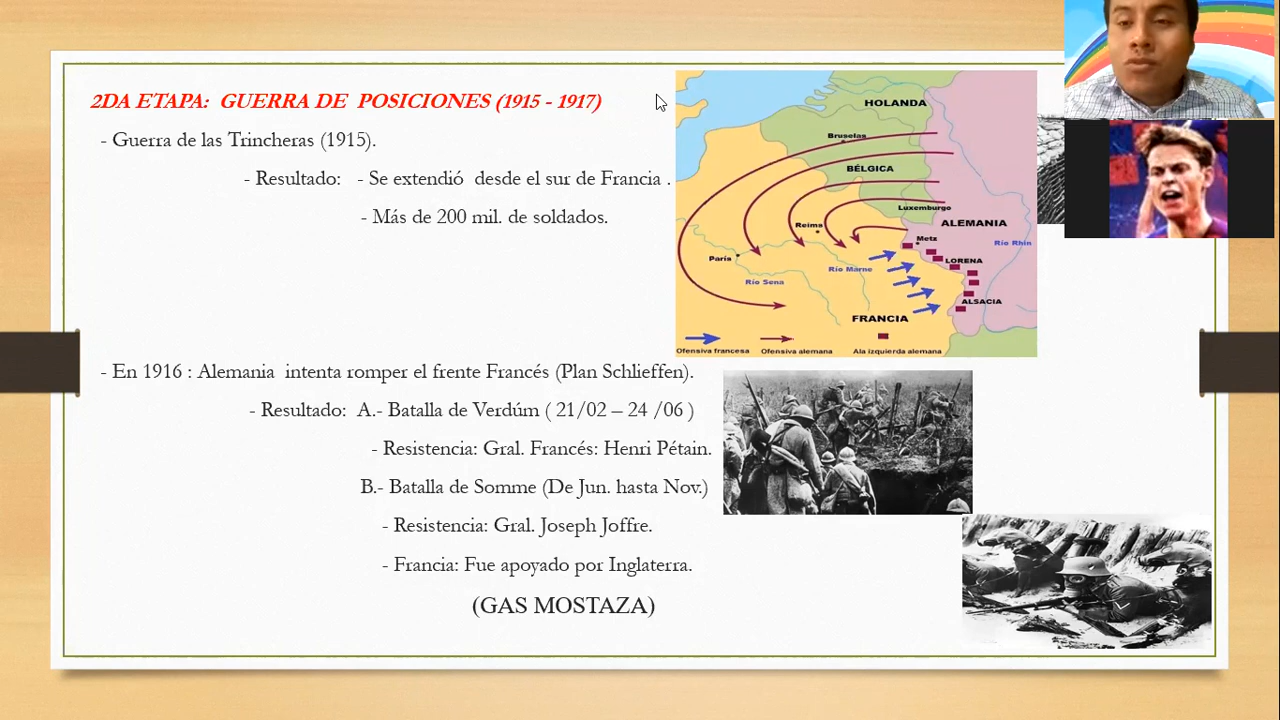 2DA ETAPA: GUERRA DE POSICIONES (1915 - 1917)
- Guerra de las Trincheras (1915).
- Resultado: - Se extendió desde el sur de Francia .
- Más de 200 mil. de soldados.
- En 1916 : Alemania intenta romper el frente Francés (Plan Schlieffen).
- Resultado: A.- Batalla de Verdúm ( 21/02 – 24 /06 )
- Resistencia: Gral. Francés: Henri Pétain.
B.- Batalla de Somme (De Jun. hasta Nov.)
- Resistencia: Gral. Joseph Joffre.
- Francia: Fue apoyado por Inglaterra.
(GAS MOSTAZA)
HOLANDA
Bruselas
BÉLGICA
Luxemburgo
ALEMANIA
Reims
Metz
Río Rhin
París
Río Marne
LORENA
Río Sena
ALSACIA
FRANCIA
Ofensiva francesa
Ofensiva alemana
Ala izquierda alemana